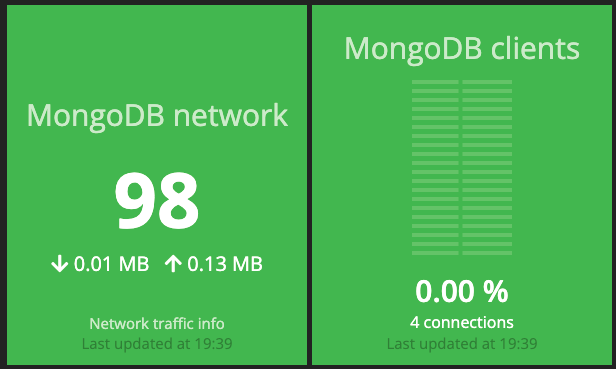 MongoDB network
98
0.01 MB 0.13 MB
Network traffic info
Last updated at 19:39
MongoDB clients
0.00 %
4 connections
Last updated at 19:39